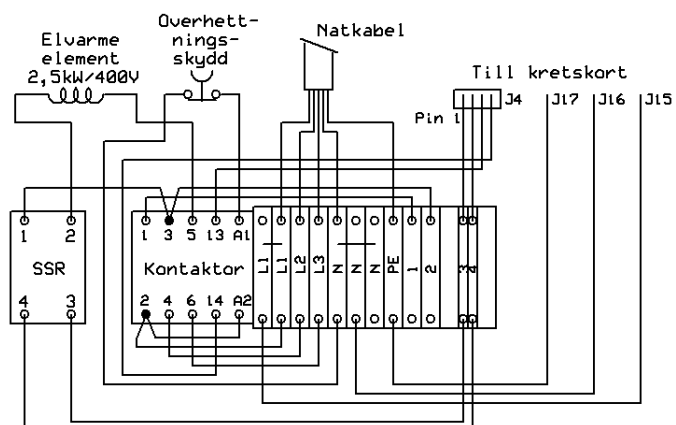 Overhett-
nings-
skydd
Elvarme
element
2,5kW/400V
Natkabel
Till kretskort
J4 J17 J16 J15
Pin 1
1 2
SSR
4 3
1 3 5 13 A1
Kontaktor
2 4 6 14 A2
L1 L1 L2 L3 N N N PE 1 2 3 4